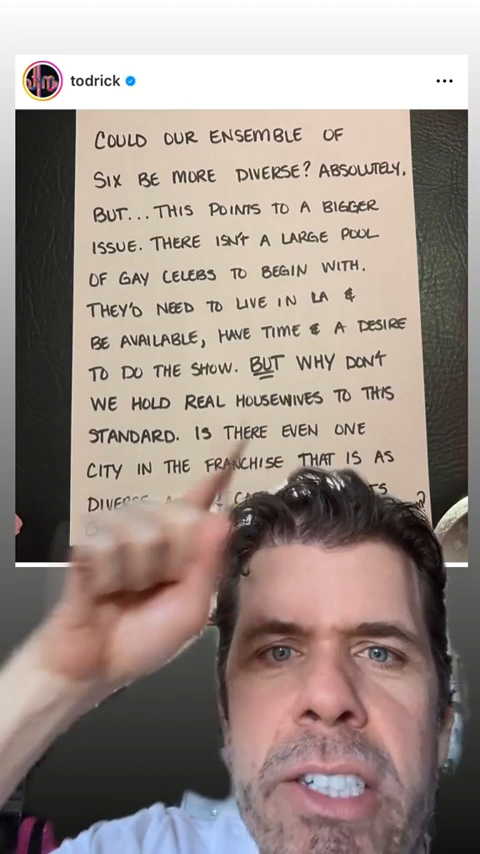 todrick
COULD OUR ENSEMBLE OF
SIX BE MORE DIVERSE? ABSOLUTELY.
BUT... THIS POINTS TO A BIGGER
ISSUE. THERE ISN'T A LARGE POOL
OF GAY CELEBS TO BEGIN WITH.
THEY'D NEED TO LIVE IN LA &
BE AVAILABLE, HAVE TIME & A DESIRE
TO DO THE SHOW. BUT WHY DON'T
WE HOLD REAL HOUSEWIVES TO THIS
STANDARD. IS THERE EVEN ONE
CITY IN THE FRANCHISE THAT IS AS
DIVERSE